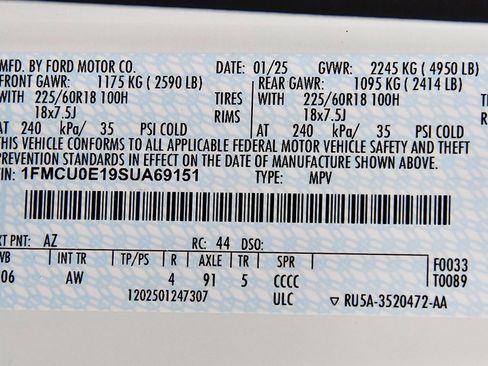 MFD. BY FORD MOTOR CO. DATE: 01/25 GVWR: 2245 KG (4950 LB)
FRONT GAWR: 1175 KG (2590 LB) REAR GAWR: 1095 KG (2414 LB)
WITH 225/60R18 100H TIRES WITH 225/60R18 100H
18x7.5J RIMS 18x7.5J
AT 240 kPa/ 35 PSI COLD AT 240 kPa/ 35 PSI COLD
THIS VEHICLE CONFORMS TO ALL APPLICABLE FEDERAL MOTOR VEHICLE SAFETY AND THEFT
PREVENTION STANDARDS IN EFFECT ON THE DATE OF MANUFACTURE SHOWN ABOVE.
VIN: 1FMCU0E19SUA69151 TYPE: MPV
EXT PNT: AZ RC: 44 DSO:
WB INT TR TP/PS R AXLE TR SPR F0033
06 AW 4 91 5 CCCC T0089
1202501247307 ULC ▽ RU5A-3520472-AA